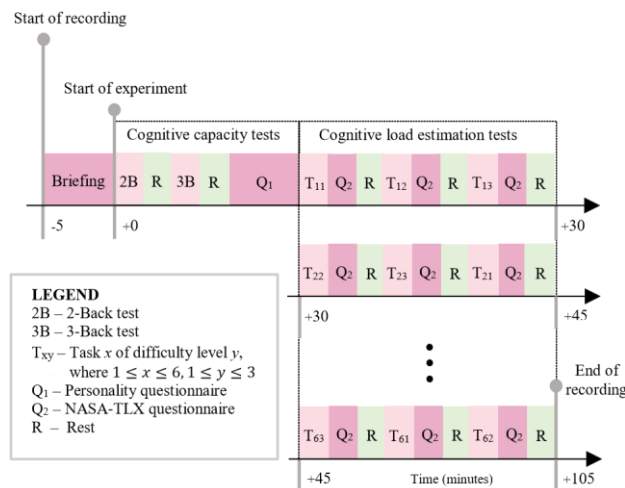 Start of recording
Start of experiment
Cognitive capacity tests
Cognitive load estimation tests
Briefing 2B R 3B R Q1 T11 Q2 R T12 Q2 R T13 Q2 R
-5 +0 +30
T22 Q2 R T23 Q2 R T21 Q2 R
+30 +45
LEGEND
2B – 2-Back test
3B – 3-Back test
Txy – Task x of difficulty level y,
where 1 ≤ x ≤ 6, 1 ≤ y ≤ 3
Q1 – Personality questionnaire
Q2 – NASA-TLX questionnaire
R – Rest
End of
recording
T63 Q2 R T61 Q2 R T62 Q2 R
+45 Time (minutes) +105